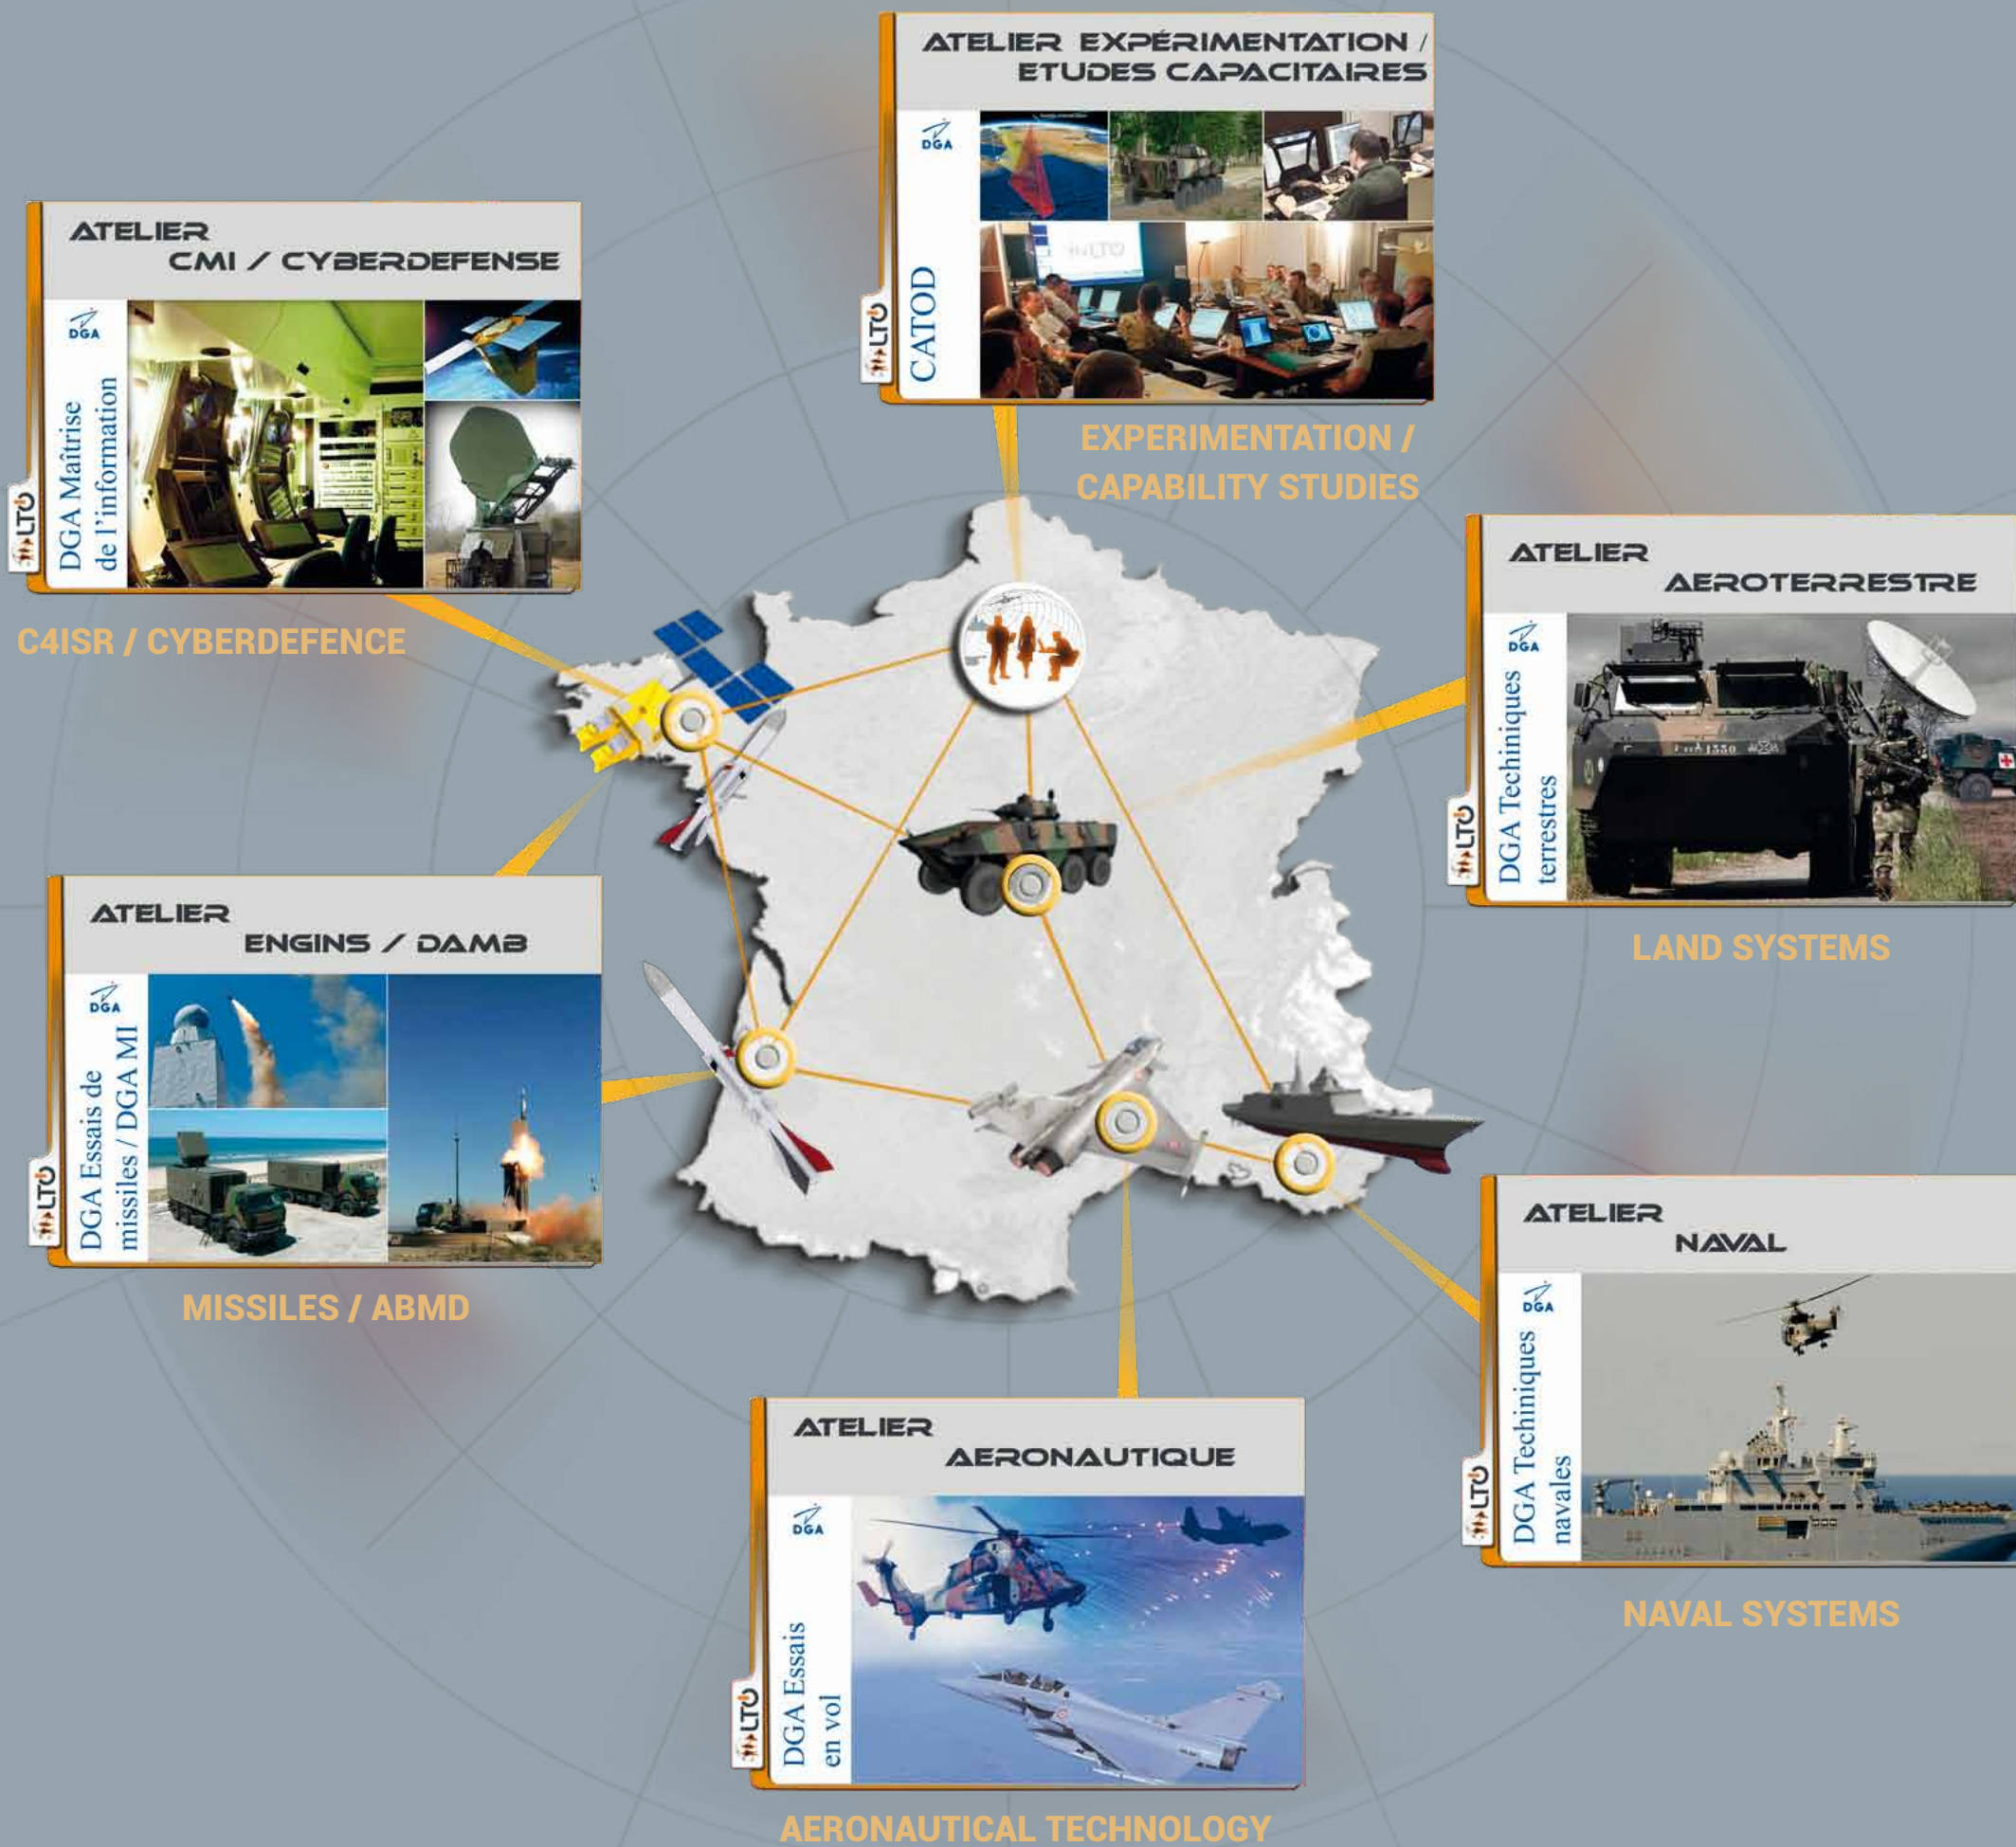 ATELIER EXPÉRIMENTATION /
ETUDES CAPACITAIRES
DGA
CATOD
LTO
LTO
EXPERIMENTATION /
CAPABILITY STUDIES
ATELIER
CMI / CYBERDEFENSE
DGA
DGA Maîtrise
de l'information
LTO
C4ISR / CYBERDEFENCE
ATELIER
AEROTERRESTRE
DGA
DGA Techiniques
terrestres
LTO
LAND SYSTEMS
ATELIER
ENGINS / DAMB
DGA
DGA Essais de
missiles / DGA MI
LTO
MISSILES / ABMD
ATELIER
NAVAL
DGA
DGA Techiniques
navales
LTO
NAVAL SYSTEMS
ATELIER
AERONAUTIQUE
DGA
DGA Essais
en vol
LTO
AERONAUTICAL TECHNOLOGY